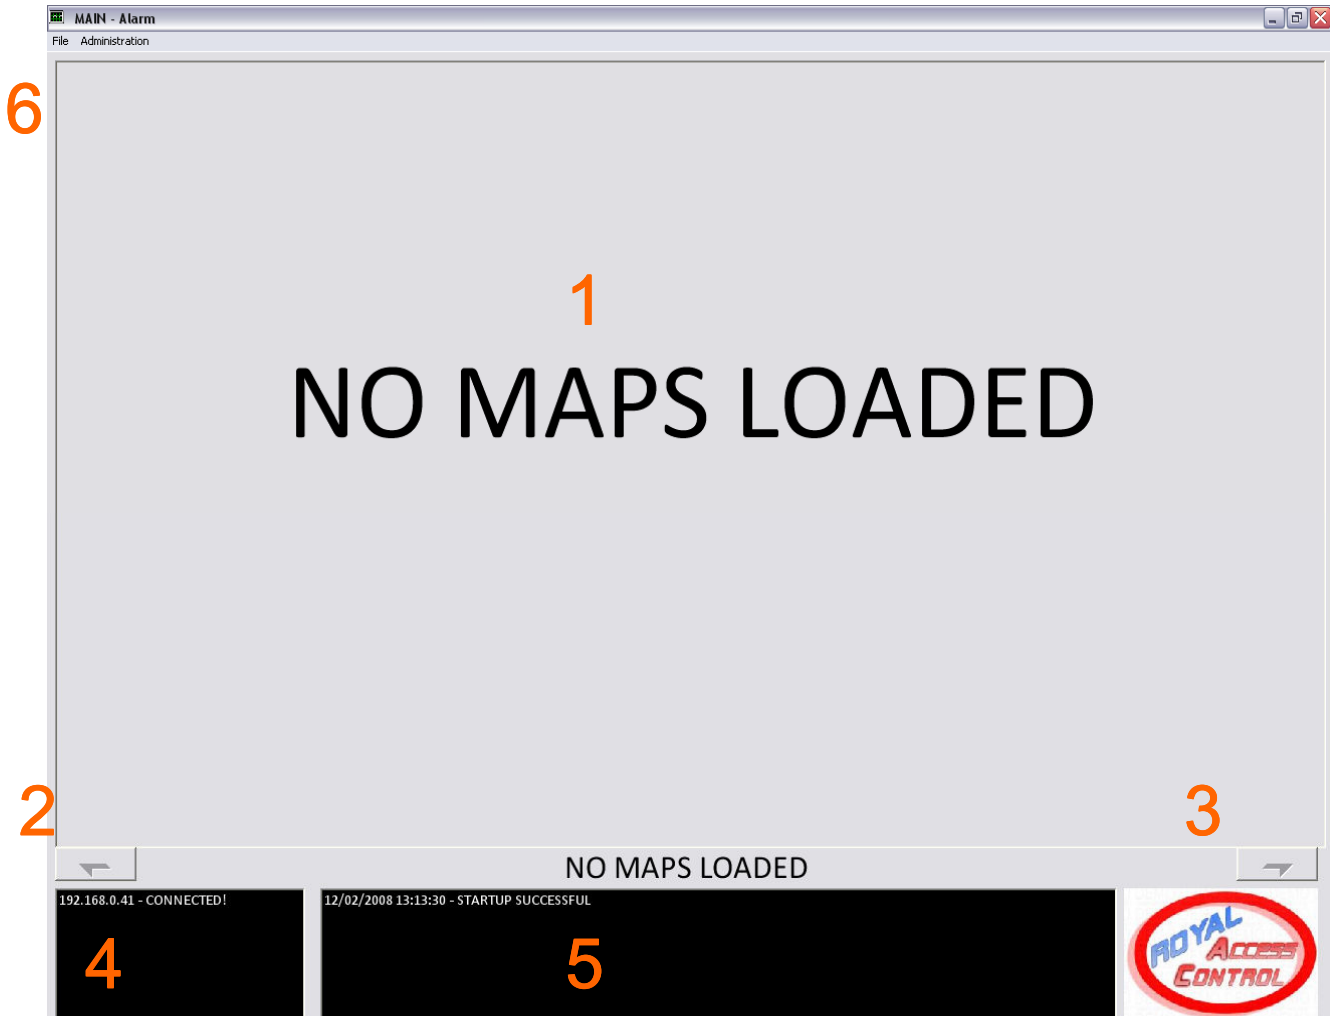 MAIN - Alarm
File Administration
6
1
NO MAPS LOADED
2
3
NO MAPS LOADED
192.168.0.41 - CONNECTED!
12/02/2008 13:13:30 - STARTUP SUCCESSFUL
4
5
ROYAL
ACCESS
CONTROL